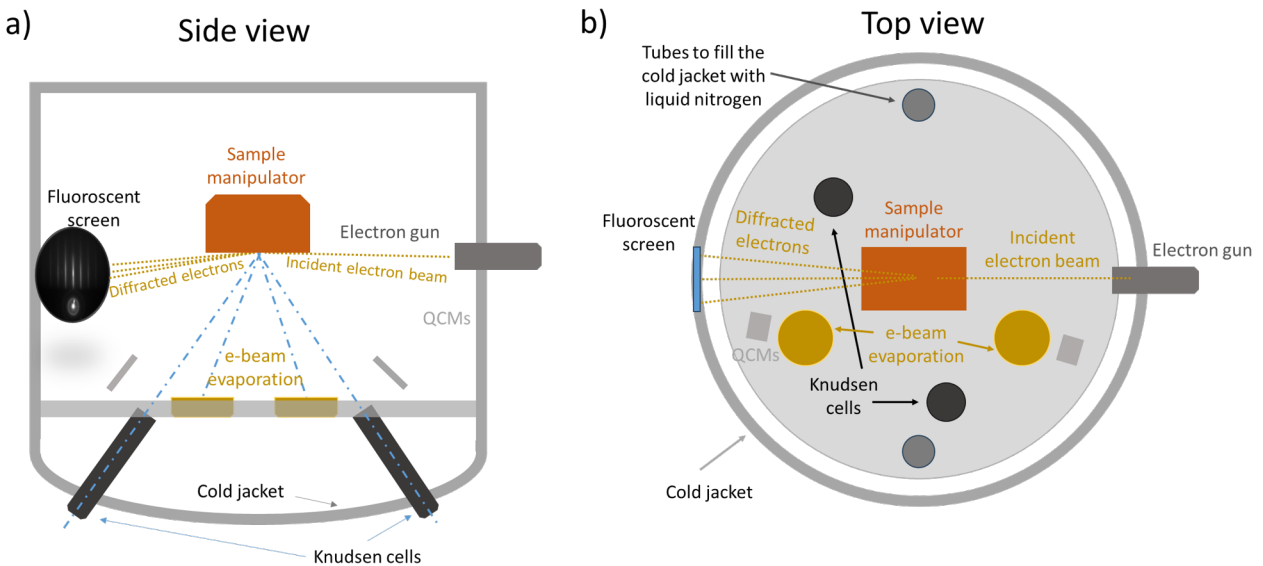 a)
Side view
Sample
manipulator
Fluoroscent
screen
Electron gun
Diffracted electrons
Incident electron beam
QCMs
e-beam
evaporation
Cold jacket
Knudsen cells
b)
Top view
Tubes to fill the
cold jacket with
liquid nitrogen
Fluoroscent
screen
Diffracted
electrons
Sample
manipulator
Incident
electron beam
Electron gun
QCMs
e-beam
evaporation
Knudsen
cells
Cold jacket